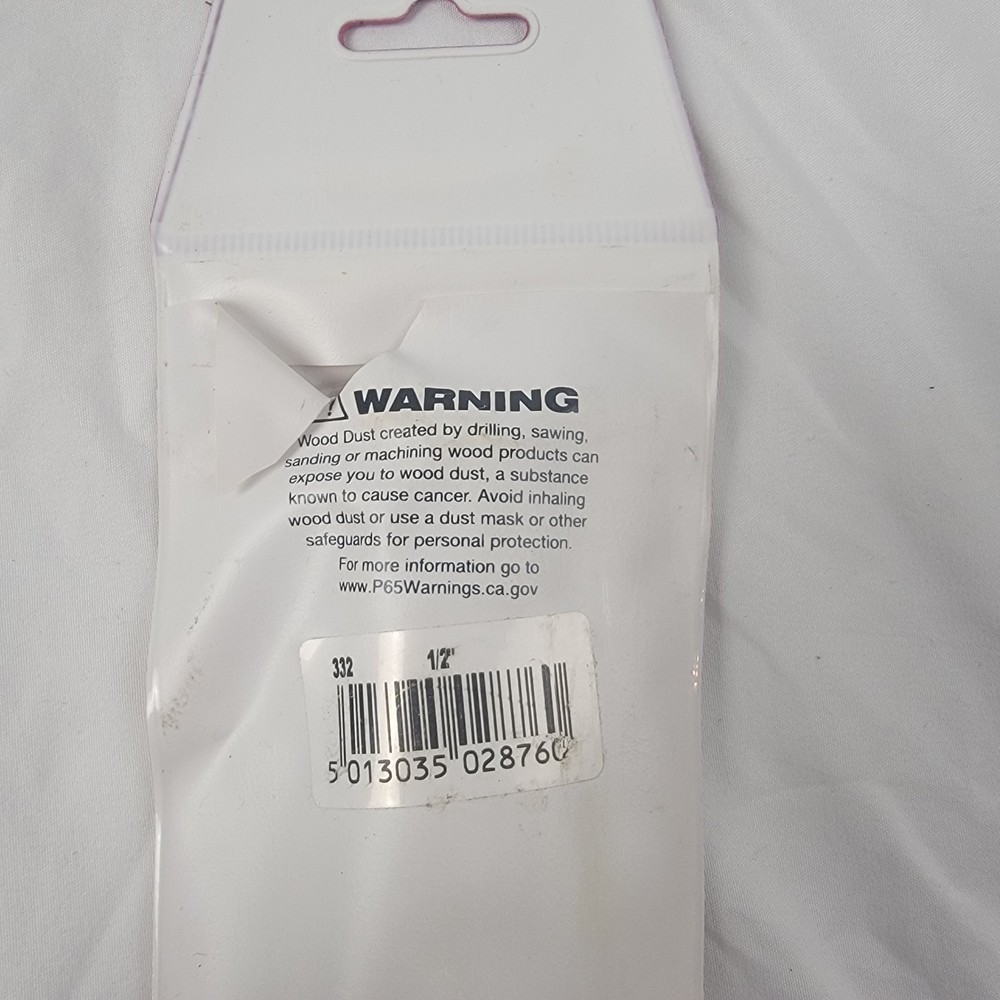 WARNING
Wood Dust created by drilling, sawing,
sanding or machining wood products can
expose you to wood dust, a substance
known to cause cancer. Avoid inhaling
wood dust or use a dust mask or other
safeguards for personal protection.
For more information go to
www.P65Warnings.ca.gov
332 1/2"
5 013035 028760